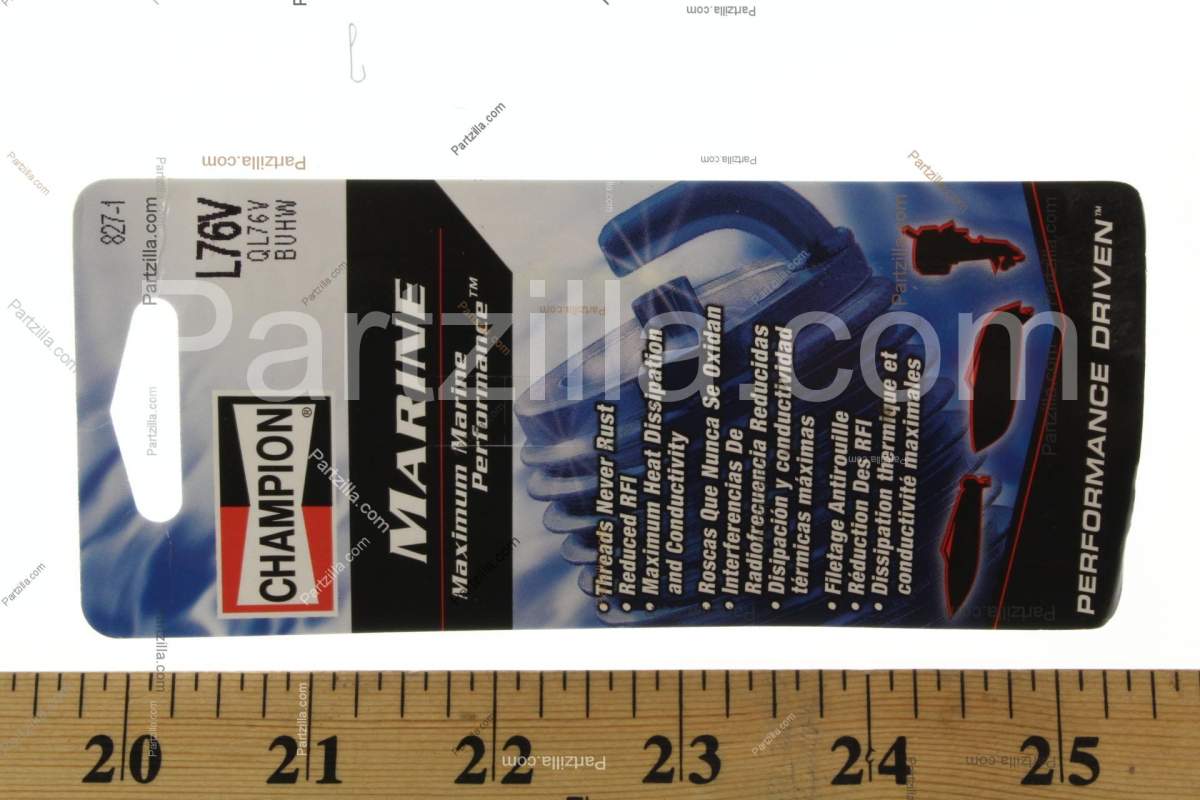 827-1
L76V
QL76V
BUHW
CHAMPION®
MARINE
Maximum Marine
Performance™
• Threads Never Rust
• Reduced RFI
• Maximum Heat Dissipation
and Conductivity
• Roscas Que Nunca Se Oxidan
• Interferencias De
Radiofrecuencia Reducidas
• Dispación y conductividad
térmicas máximas
• Filetage Antirouille
• Réduction Des RFI
• Dissipation thermique et
conductivité maximales
PERFORMANCE DRIVEN™
Partzilla.com
20 21 22 23 24 25